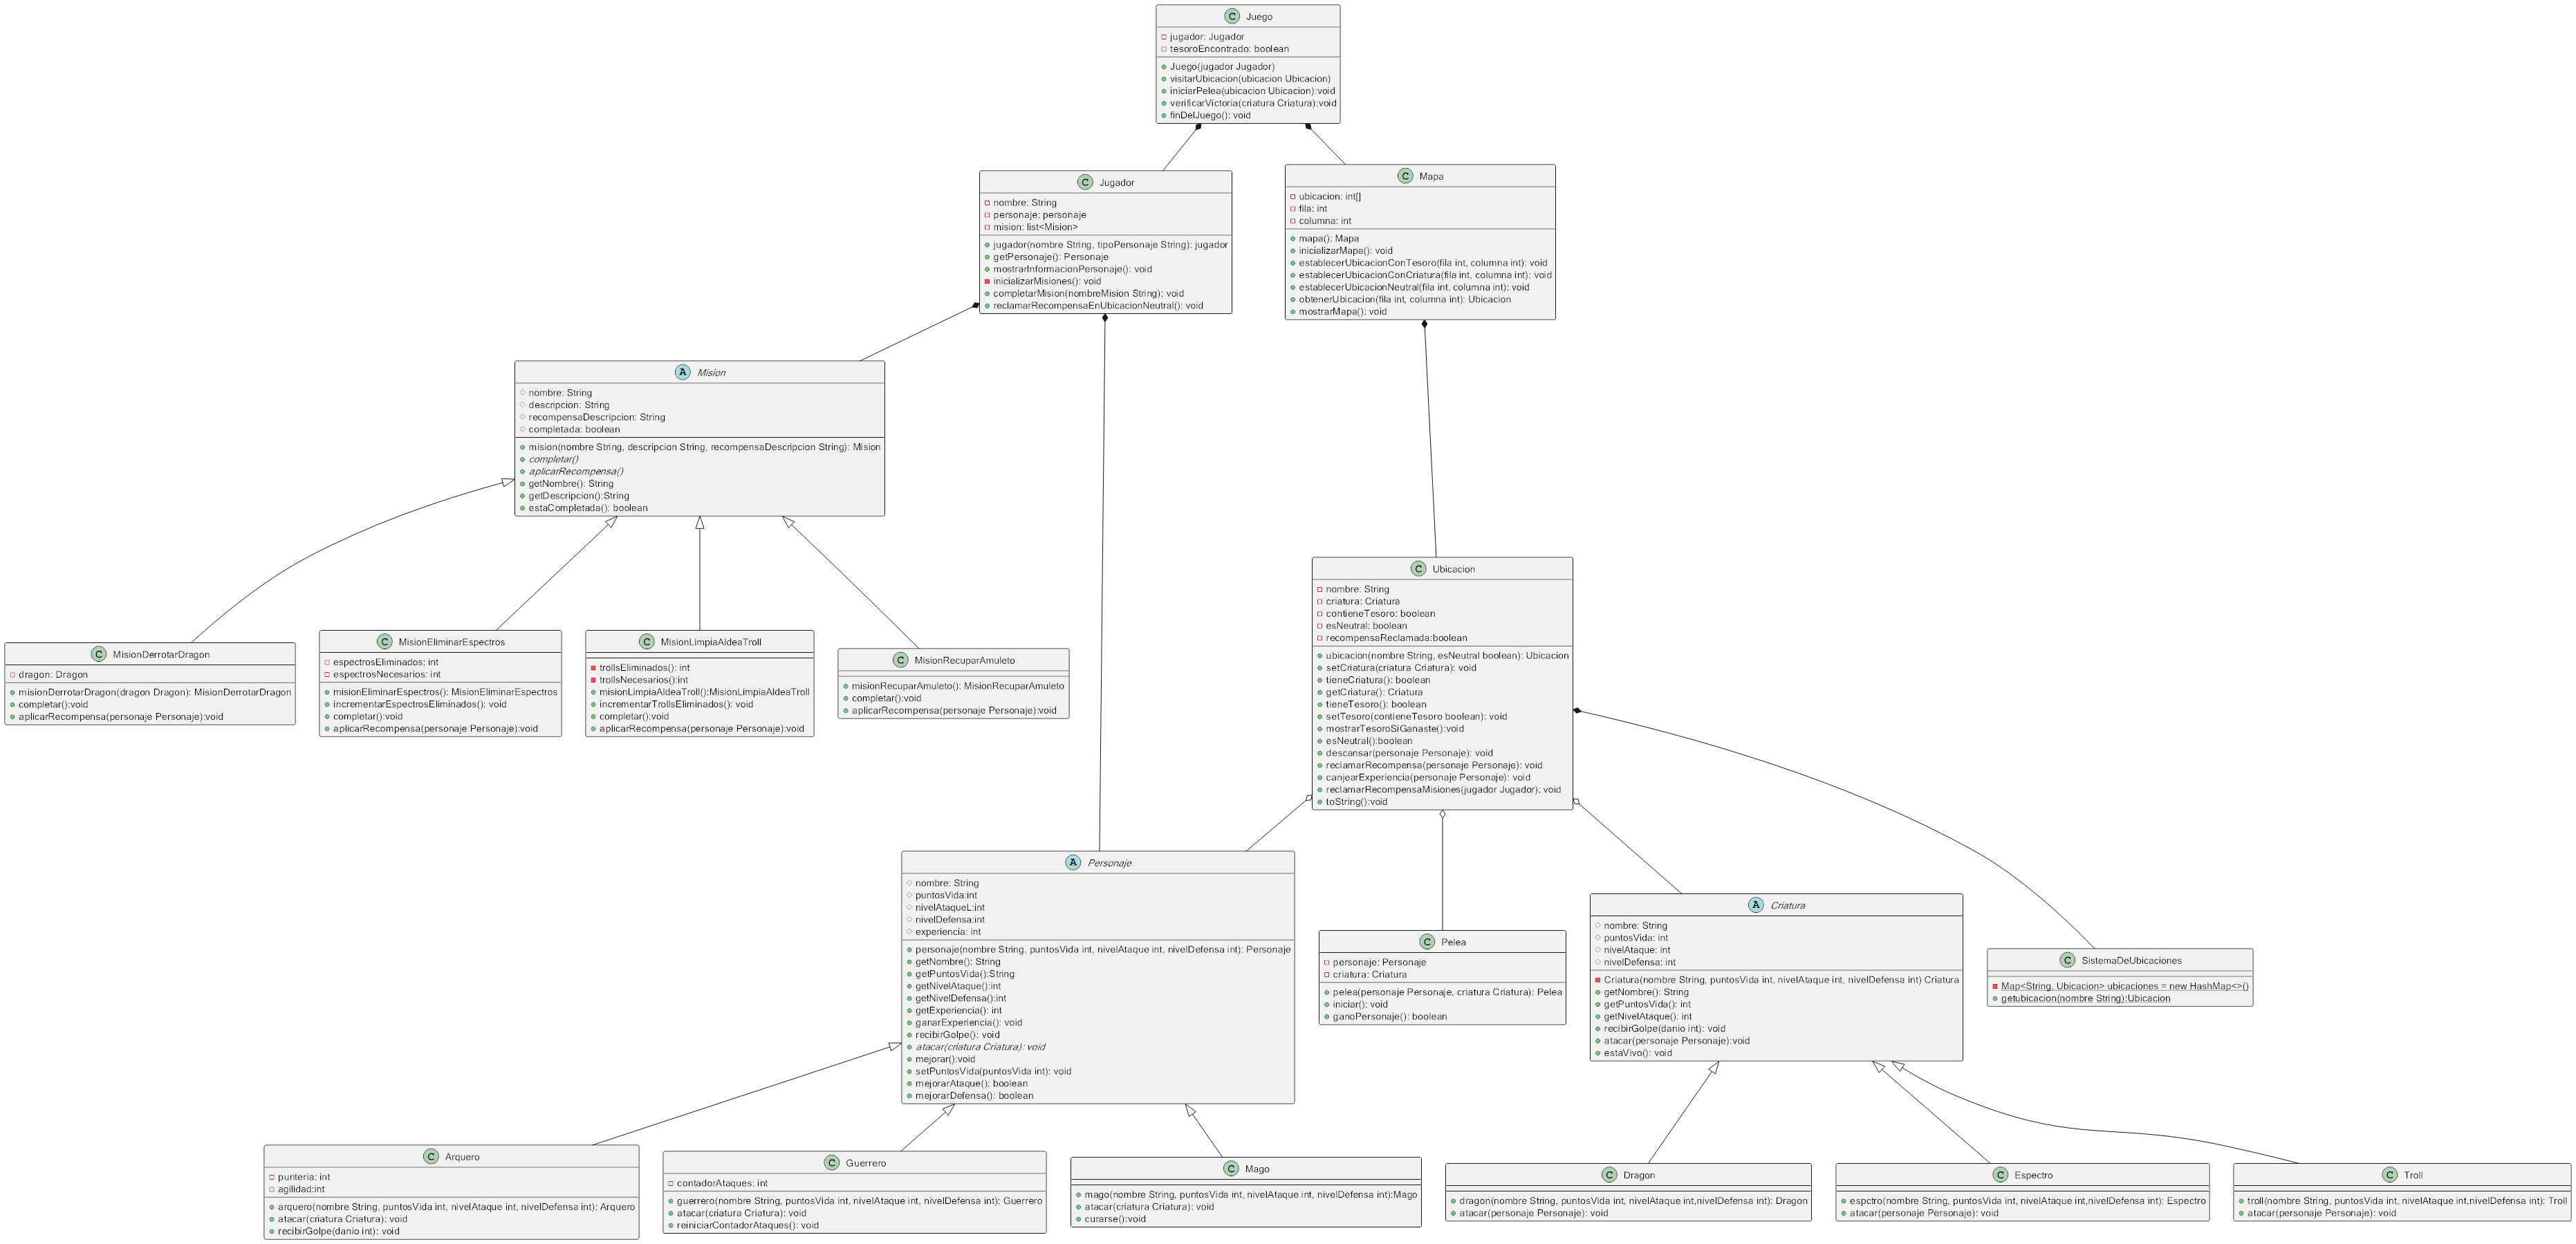 C Juego
jugador: Jugador
tesoroEncontrado: boolean
Juego(jugador Jugador)
visitarUbicacion(ubicacion Ubicacion)
iniciarPelea(ubicacion Ubicacion):void
verificarVictoria(criatura Criatura):void
finDelJuego(): void
C Jugador
nombre: String
personaje: personaje
mision: list<Mision>
jugador(nombre String, tipoPersonaje String): jugador
getPersonaje(): Personaje
mostrarInformacionPersonaje(): void
inicializarMisiones(): void
completarMision(nombreMision String): void
reclamarRecompensaEnUbicacionNeutral(): void
C Mapa
ubicacion: int[]
fila: int
columna: int
mapa(): Mapa
inicializarMapa(): void
establecerUbicacionConTesoro(fila int, columna int): void
establecerUbicacionConCriatura(fila int, columna int): void
establecerUbicacionNeutral(fila int, columna int): void
obtenerUbicacion(fila int, columna int): Ubicacion
mostrarMapa(): void
A Mision
nombre: String
descripcion: String
recompensaDescripcion: String
completada: boolean
mision(nombre String, descripcion String, recompensaDescripcion String): Mision
completar()
aplicarRecompensa()
getNombre(): String
getDescripcion():String
estaCompletada(): boolean
C MisionDerrotarDragon
dragon: Dragon
misionDerrotarDragon(dragon Dragon): MisionDerrotarDragon
completar():void
aplicarRecompensa(personaje Personaje):void
C MisionEliminarEspectros
espectrosEliminados: int
espectrosNecesarios: int
misionEliminarEspectros(): MisionEliminarEspectros
incrementarEspectrosEliminados(): void
completar():void
aplicarRecompensa(personaje Personaje):void
C MisionLimpiaAldeaTroll
trollsEliminados(): int
trollsNecesarios():int
misionLimpiaAldeaTroll():MisionLimpiaAldeaTroll
incrementarTrollsEliminados(): void
completar():void
aplicarRecompensa(personaje Personaje):void
C MisionRecuparAmuleto
misionRecuparAmuleto(): MisionRecuparAmuleto
completar():void
aplicarRecompensa(personaje Personaje):void
C Ubicacion
nombre: String
criatura: Criatura
contieneTesoro: boolean
esNeutral: boolean
recompensaReclamada:boolean
ubicacion(nombre String, esNeutral boolean): Ubicacion
setCriatura(criatura Criatura): void
tieneCriatura(): boolean
getCriatura(): Criatura
tieneTesoro(): boolean
setTesoro(contieneTesoro boolean): void
mostrarTesoroSiGanaste():void
esNeutral():boolean
descansar(personaje Personaje): void
reclamarRecompensa(personaje Personaje): void
canjearExperiencia(personaje Personaje): void
reclamarRecompensaMisiones(jugador Jugador): void
toString():void
A Personaje
nombre: String
puntosVida:int
nivelAtaqueL:int
nivelDefensa:int
experiencia: int
personaje(nombre String, puntosVida int, nivelAtaque int, nivelDefensa int): Personaje
getNombre(): String
getPuntosVida():String
getNivelAtaque():int
getNivelDefensa():int
getExperiencia(): int
ganarExperiencia(): void
recibirGolpe(): void
atacar(criatura Criatura): void
mejorar():void
setPuntosVida(puntosVida int): void
mejorarAtaque(): boolean
mejorarDefensa(): boolean
C Pelea
personaje: Personaje
criatura: Criatura
pelea(personaje Personaje, criatura Criatura): Pelea
iniciar(): void
ganoPersonaje(): boolean
A Criatura
nombre: String
puntosVida: int
nivelAtaque: int
nivelDefensa: int
Criatura(nombre String, puntosVida int, nivelAtaque int, nivelDefensa int) Criatura
getNombre(): String
getPuntosVida(): int
getNivelAtaque(): int
recibirGolpe(danio int): void
atacar(personaje Personaje):void
estaVivo(): void
C SistemaDeUbicaciones
Map<String, Ubicacion> ubicaciones = new HashMap<>()
getubicacion(nombre String):Ubicacion
C Arquero
punteria: int
agilidad:int
arquero(nombre String, puntosVida int, nivelAtaque int, nivelDefensa int): Arquero
atacar(criatura Criatura): void
recibirGolpe(danio int): void
C Guerrero
contadorAtaques: int
guerrero(nombre String, puntosVida int, nivelAtaque int, nivelDefensa int): Guerrero
atacar(criatura Criatura): void
reiniciarContadorAtaques(): void
C Mago
mago(nombre String, puntosVida int, nivelAtaque int, nivelDefensa int):Mago
atacar(criatura Criatura): void
curarse():void
C Dragon
dragon(nombre String, puntosVida int, nivelAtaque int,nivelDefensa int): Dragon
atacar(personaje Personaje): void
C Espectro
espctro(nombre String, puntosVida int, nivelAtaque int,nivelDefensa int): Espectro
atacar(personaje Personaje): void
C Troll
troll(nombre String, puntosVida int, nivelAtaque int,nivelDefensa int): Troll
atacar(personaje Personaje): void